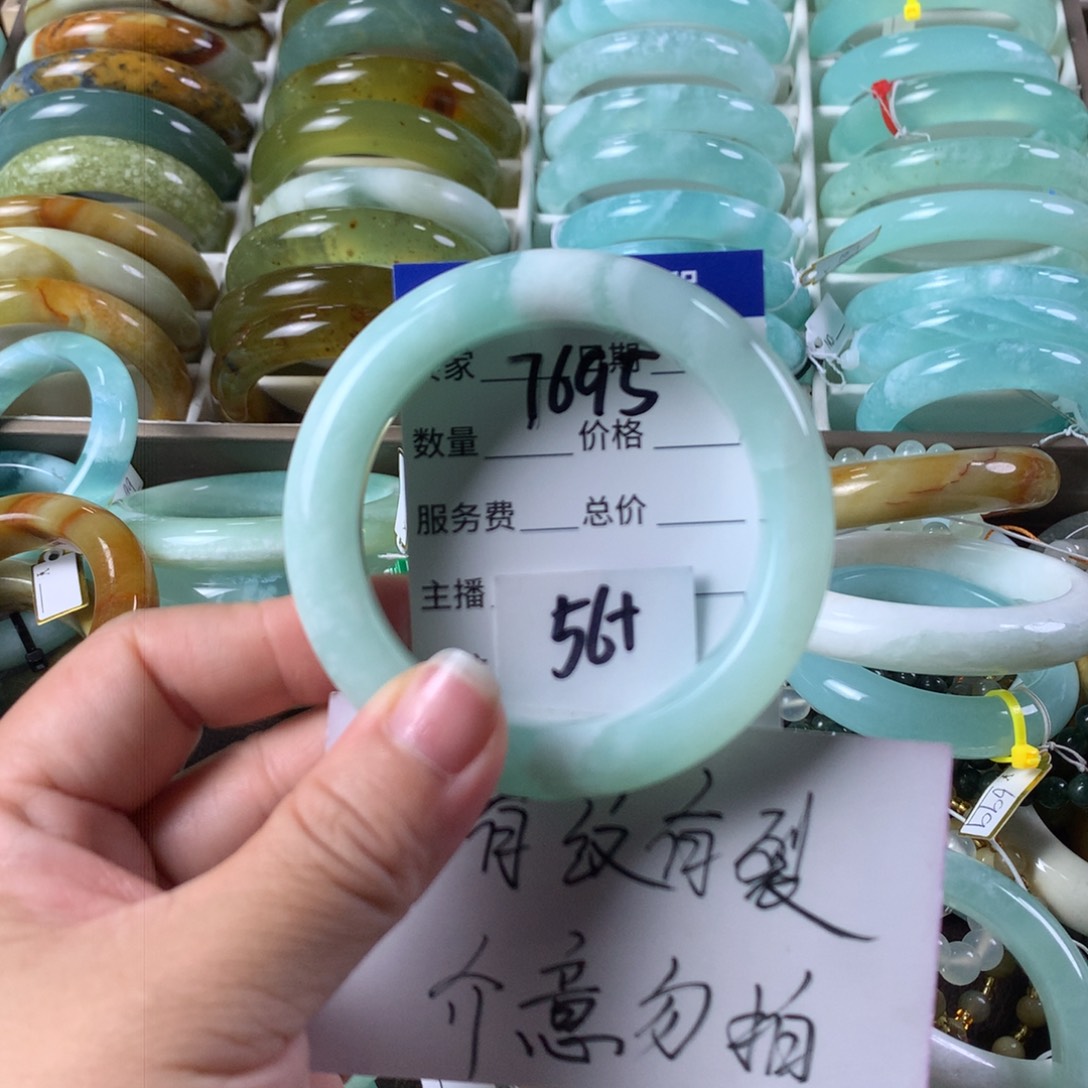 家 7695 日期
数量 价格
服务费 总价
主播
56+
有纹有裂
介意勿拍